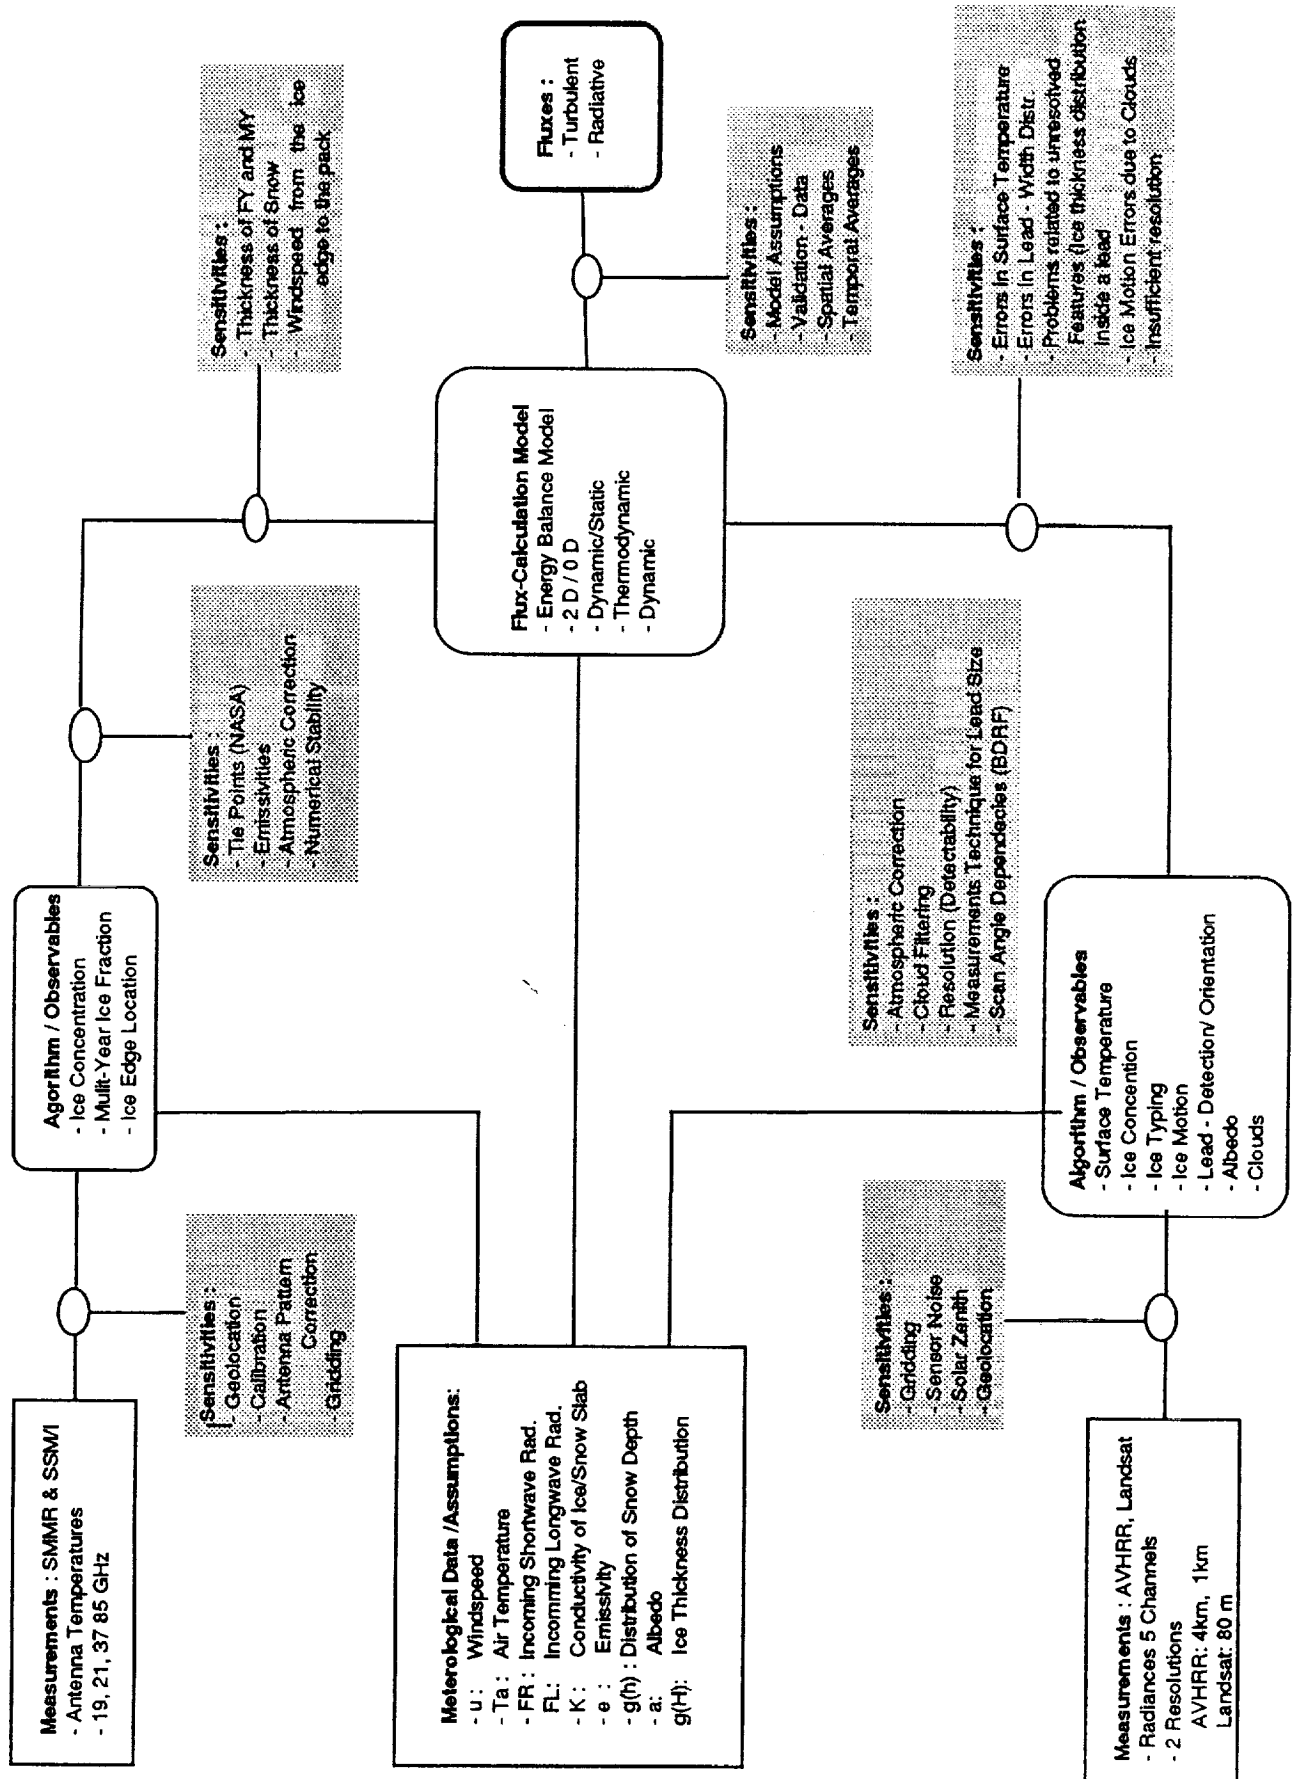 Measurements : SMMR & SSM/I
- Antenna Temperatures
- 19, 21, 37 85 GHz
Sensitivities :
- Geolocation
- Calibration
- Antenna Pattern
Correction
- Gridding
Agorithm / Observables
- Ice Concentration
- Mulit-Year Ice Fraction
- Ice Edge Location
Sensitivities :
- Tie Points (NASA)
- Emissivities
- Atmospheric Correction
- Numerical Stability
Sensitivities :
- Thickness of FY and MY
- Thickness of Snow
- Windspeed from the ice
edge to the pack
Meterological Data /Assumptions:
- u: Windspeed
- Ta : Air Temperature
- FR : Incoming Shortwave Rad.
FL: Incomming Longwave Rad.
- K : Conductivity of Ice/Snow Slab
- e : Emissivity
- g(h) : Distribution of Snow Depth
- a: Albedo
g(H): Ice Thickness Distribution
Flux-Calculation Model
- Energy Balance Model
- 2 D / 0 D
- Dynamic/Static
- Thermodynamic
- Dynamic
Fluxes :
- Turbulent
- Radiative
Sensitivities :
- Model Assumptions
- Validation - Data
- Spatial Averages
- Temporal Averages
Measurements : AVHRR, Landsat
- Radiances 5 Channels
- 2 Resolutions
AVHRR: 4km, 1km
Landsat: 80 m
Sensitivities :
- Gridding
- Sensor Noise
- Solar Zenith
- Geolocation
Algorithm / Observables
- Surface Temperature
- Ice Concention
- Ice Typing
- Ice Motion
- Lead - Detection/ Orientation
- Albedo
- Clouds
Sensitivities :
- Atmospheric Correction
- Cloud Filtering
- Resolution (Detectability)
- Measurements Technique for Lead Size
- Scan Angle Dependecies (BDRF)
Sensitivities :
- Errors In Surface Temperature
- Errors In Lead - Width Distr.
- Problems related to unresolved
Features (Ice thickness distribution
Inside a lead
- Ice Motion Errors due to Clouds
- Insufficient resolution